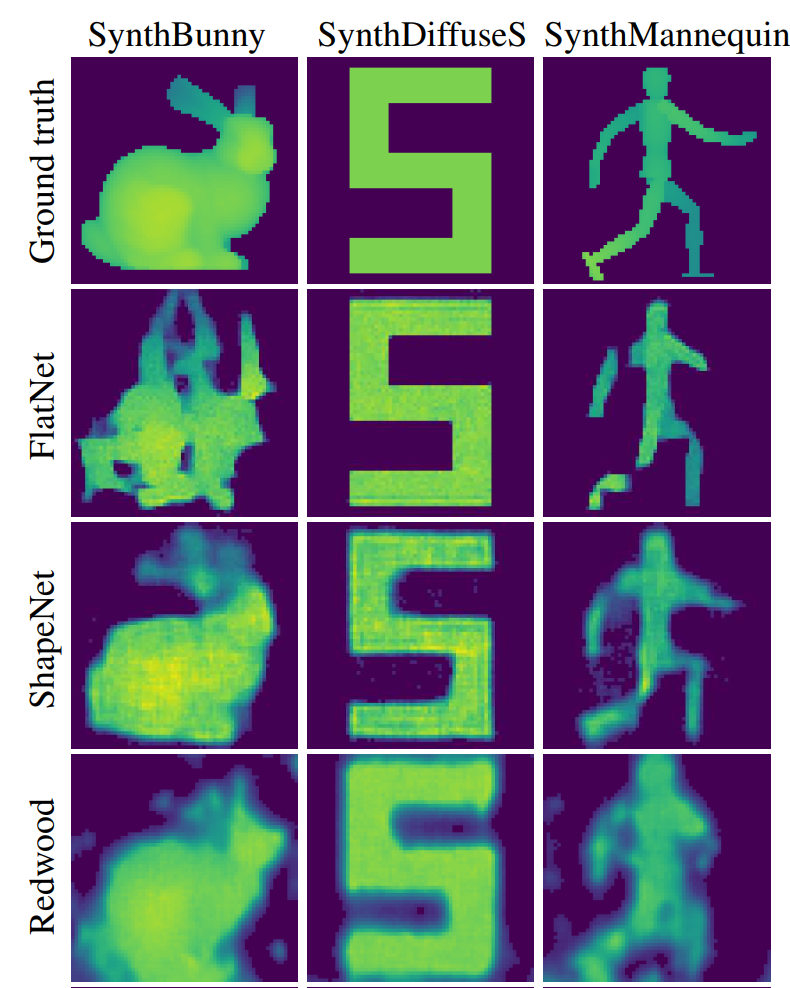 SynthBunny SynthDiffuseS SynthMannequin
Ground truth
FlatNet
ShapeNet
Redwood